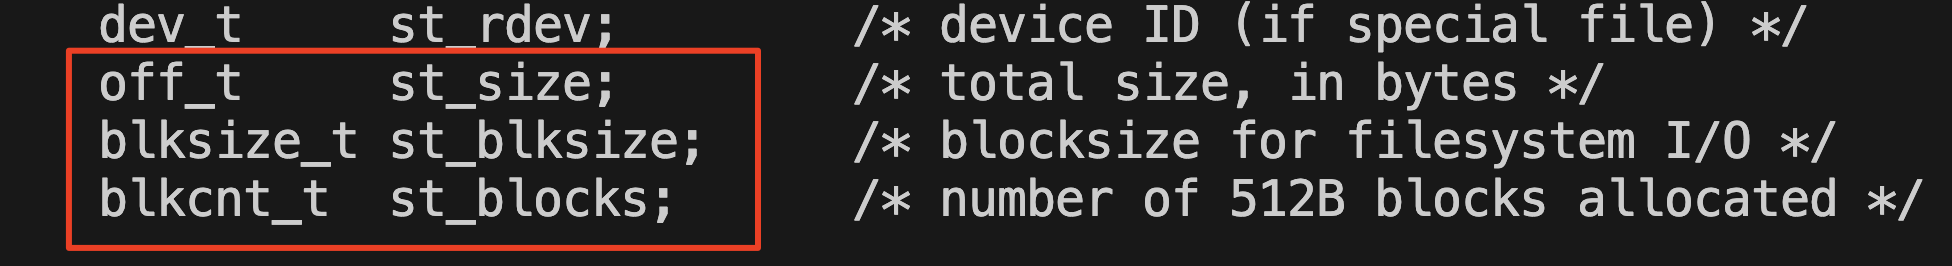 dev_t     st_rdev;        /* device ID (if special file) */
off_t     st_size;        /* total size, in bytes */
blksize_t st_blksize;     /* blocksize for filesystem I/O */
blkcnt_t  st_blocks;      /* number of 512B blocks allocated */